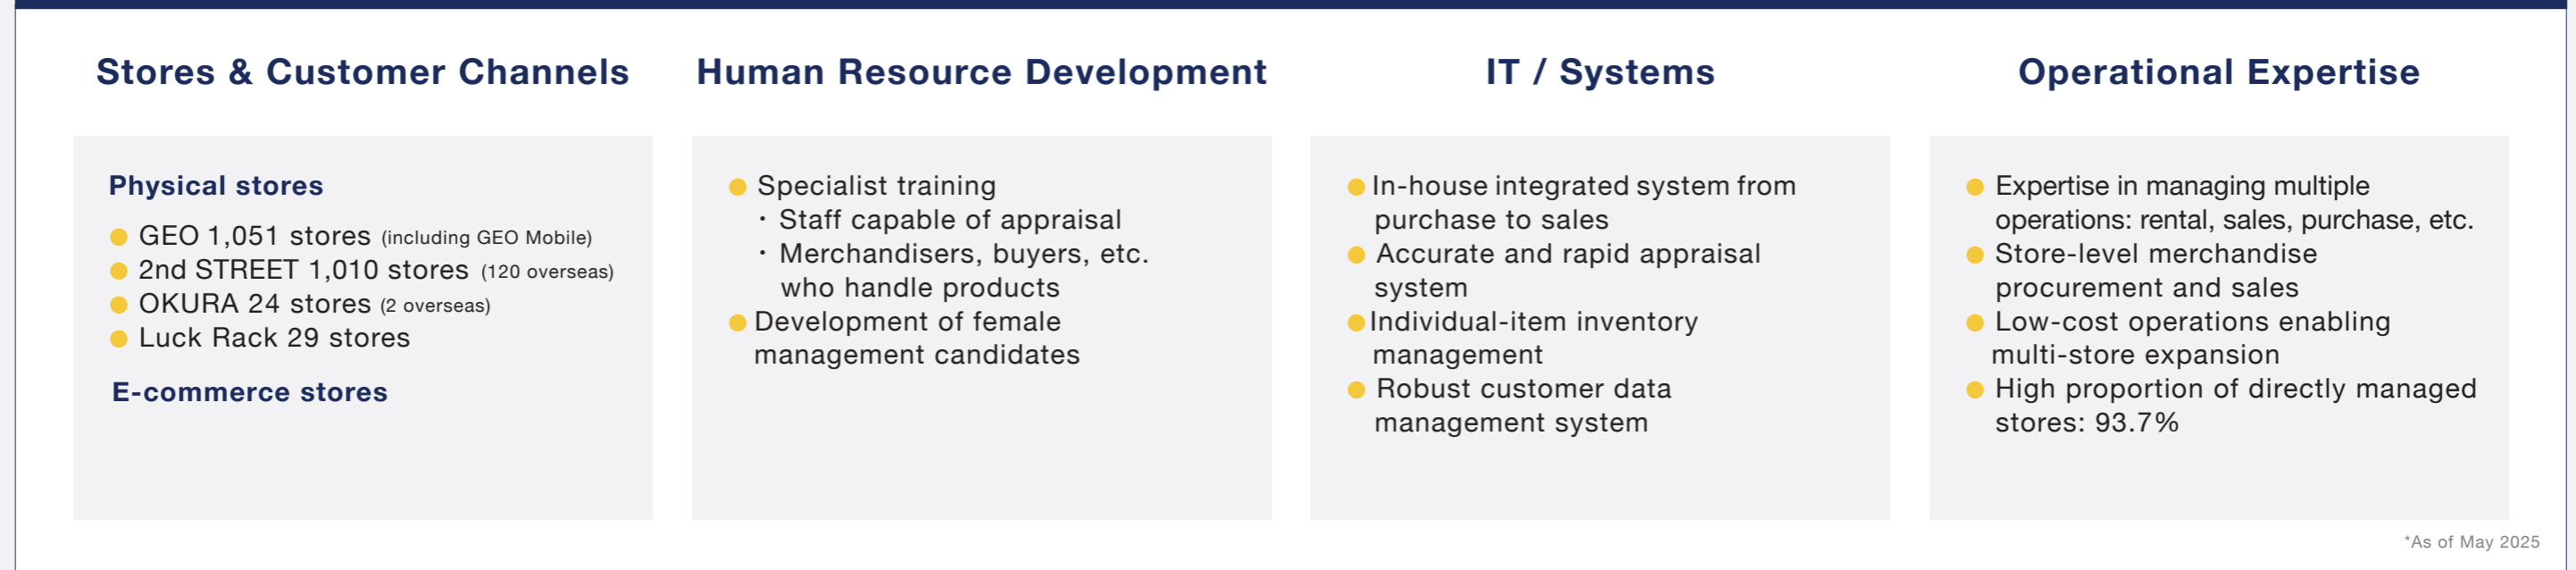 Stores & Customer Channels
Physical stores
● GEO 1,051 stores (including GEO Mobile)
● 2nd STREET 1,010 stores (120 overseas)
● OKURA 24 stores (2 overseas)
● Luck Rack 29 stores
E-commerce stores
Human Resource Development
● Specialist training
・Staff capable of appraisal
・Merchandisers, buyers, etc.
who handle products
● Development of female
management candidates
IT / Systems
● In-house integrated system from
purchase to sales
● Accurate and rapid appraisal
system
● Individual-item inventory
management
● Robust customer data
management system
Operational Expertise
● Expertise in managing multiple
operations: rental, sales, purchase, etc.
● Store-level merchandise
procurement and sales
● Low-cost operations enabling
multi-store expansion
● High proportion of directly managed
stores: 93.7%
*As of May 2025